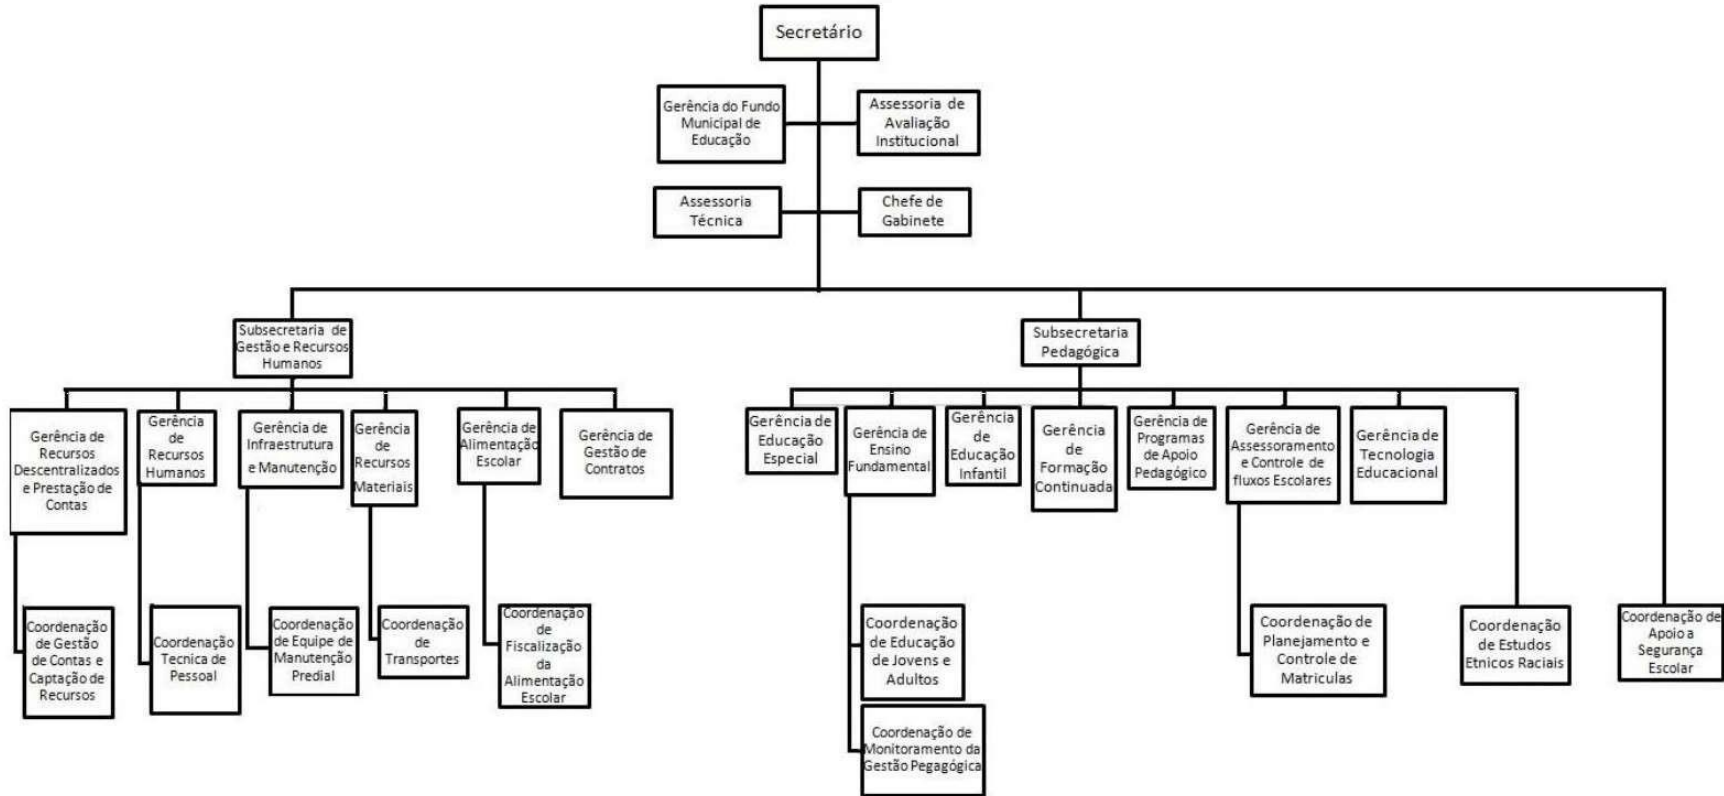 Secretário
Gerência do Fundo
Municipal de
Educação
Assessoria de
Avaliação
Institucional
Assessoria
Técnica
Chefe de
Gabinete
Subsecretaria de
Gestão e Recursos
Humanos
Subsecretaria
Pedagógica
Gerência de
Recursos
Descentralizados
e Prestação de
Contas
Gerência
de
Recursos
Humanos
Gerência de
Infraestrutura
e Manutenção
Gerência
de
Recursos
Materiais
Gerência de
Alimentação
Escolar
Gerência de
Gestão de
Contratos
Gerência de
Educação
Especial
Gerência de
Ensino
Fundamental
Gerência
de
Educação
Infantil
Gerência
de
Formação
Continuada
Gerência de
Programas
de Apoio
Pedagógico
Gerência de
Assessoramento
e Controle de
fluxos Escolares
Gerência de
Tecnologia
Educacional
Coordenação
de Gestão
de Contas e
Captação de
Recursos
Coordenação
Tecnica de
Pessoal
Coordenação
de Equipe de
Manutenção
Predial
Coordenação
de
Transportes
Coordenação
de
Fiscalização
da
Alimentação
Escolar
Coordenação
de Educação
de Jovens e
Adultos
Coordenação de
Monitoramento da
Gestão Pegagógica
Coordenação de
Planejamento e
Controle de
Matriculas
Coordenação
de Estudos
Etnicos Raciais
Coordenação de
Apoio a
Segurança
Escolar